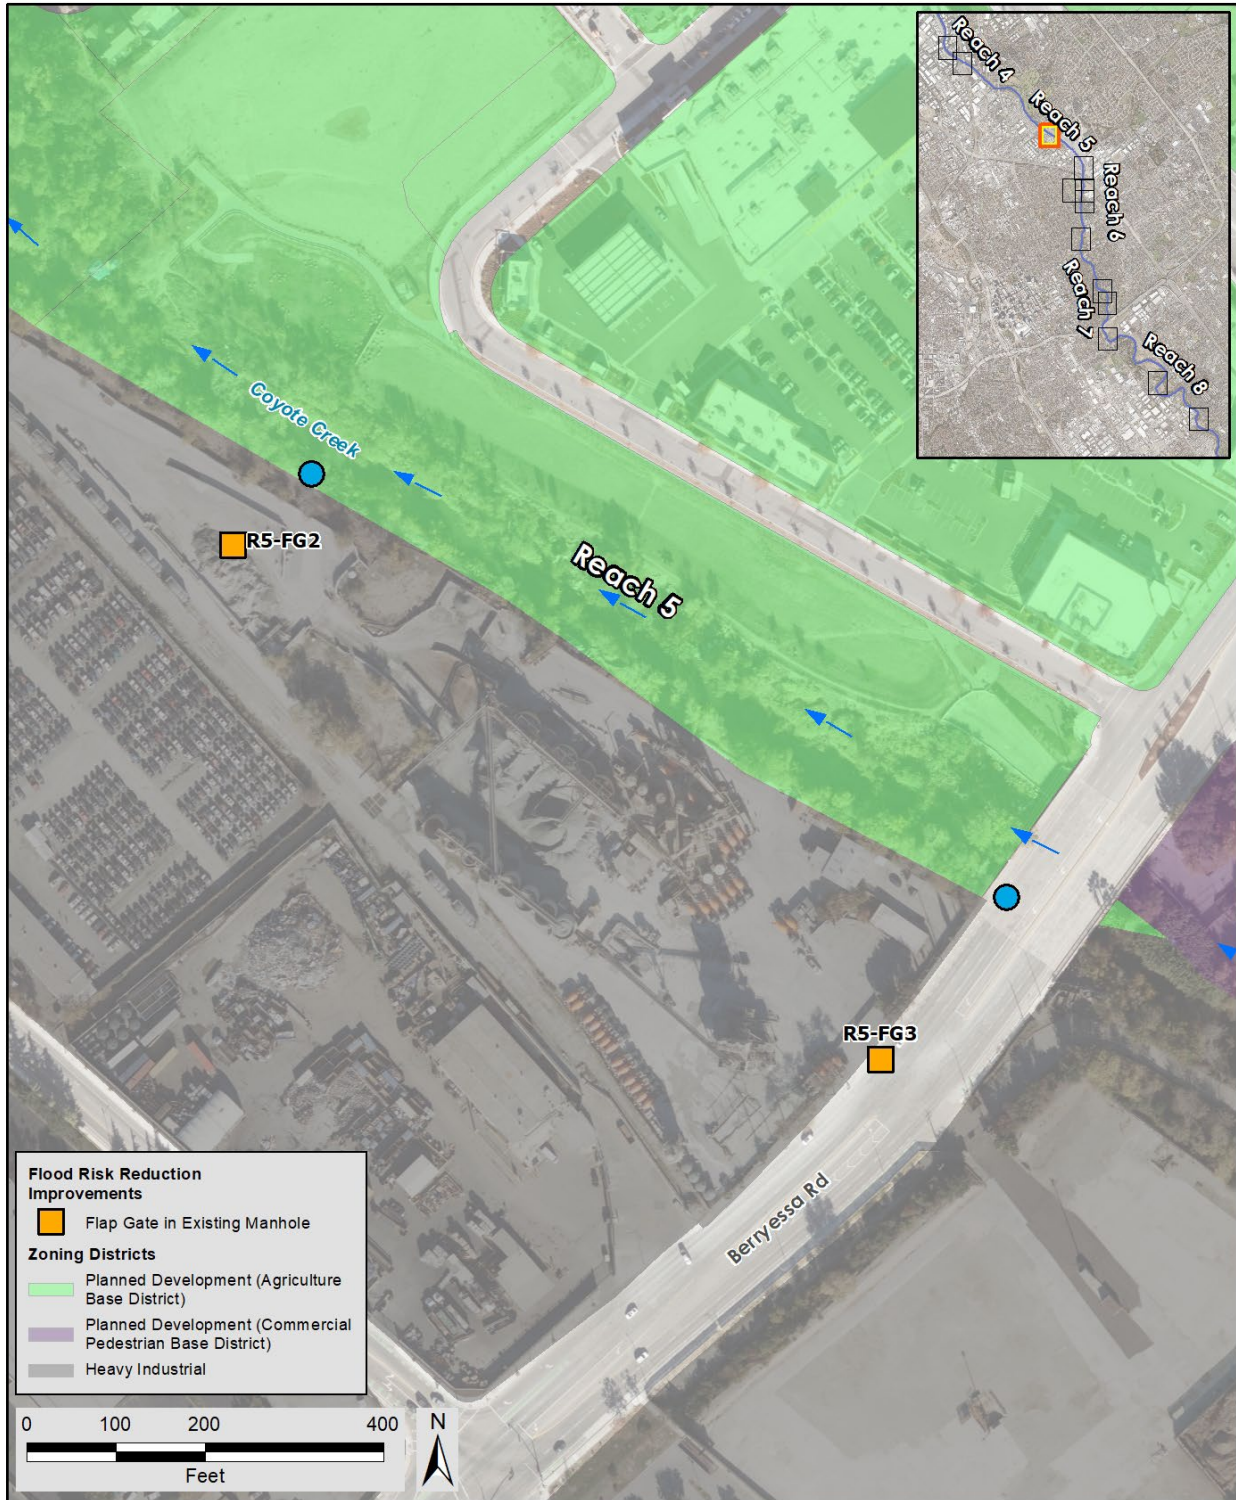 Reach 4
Reach 5
Reach 6
Reach 7
Reach 8
Coyote Creek
R5-FG2
Reach 5
R5-FG3
Berryessa Rd
Flood Risk Reduction
Improvements
Flap Gate in Existing Manhole
Zoning Districts
Planned Development (Agriculture
Base District)
Planned Development (Commercial
Pedestrian Base District)
Heavy Industrial
0 100 200 400
Feet
N